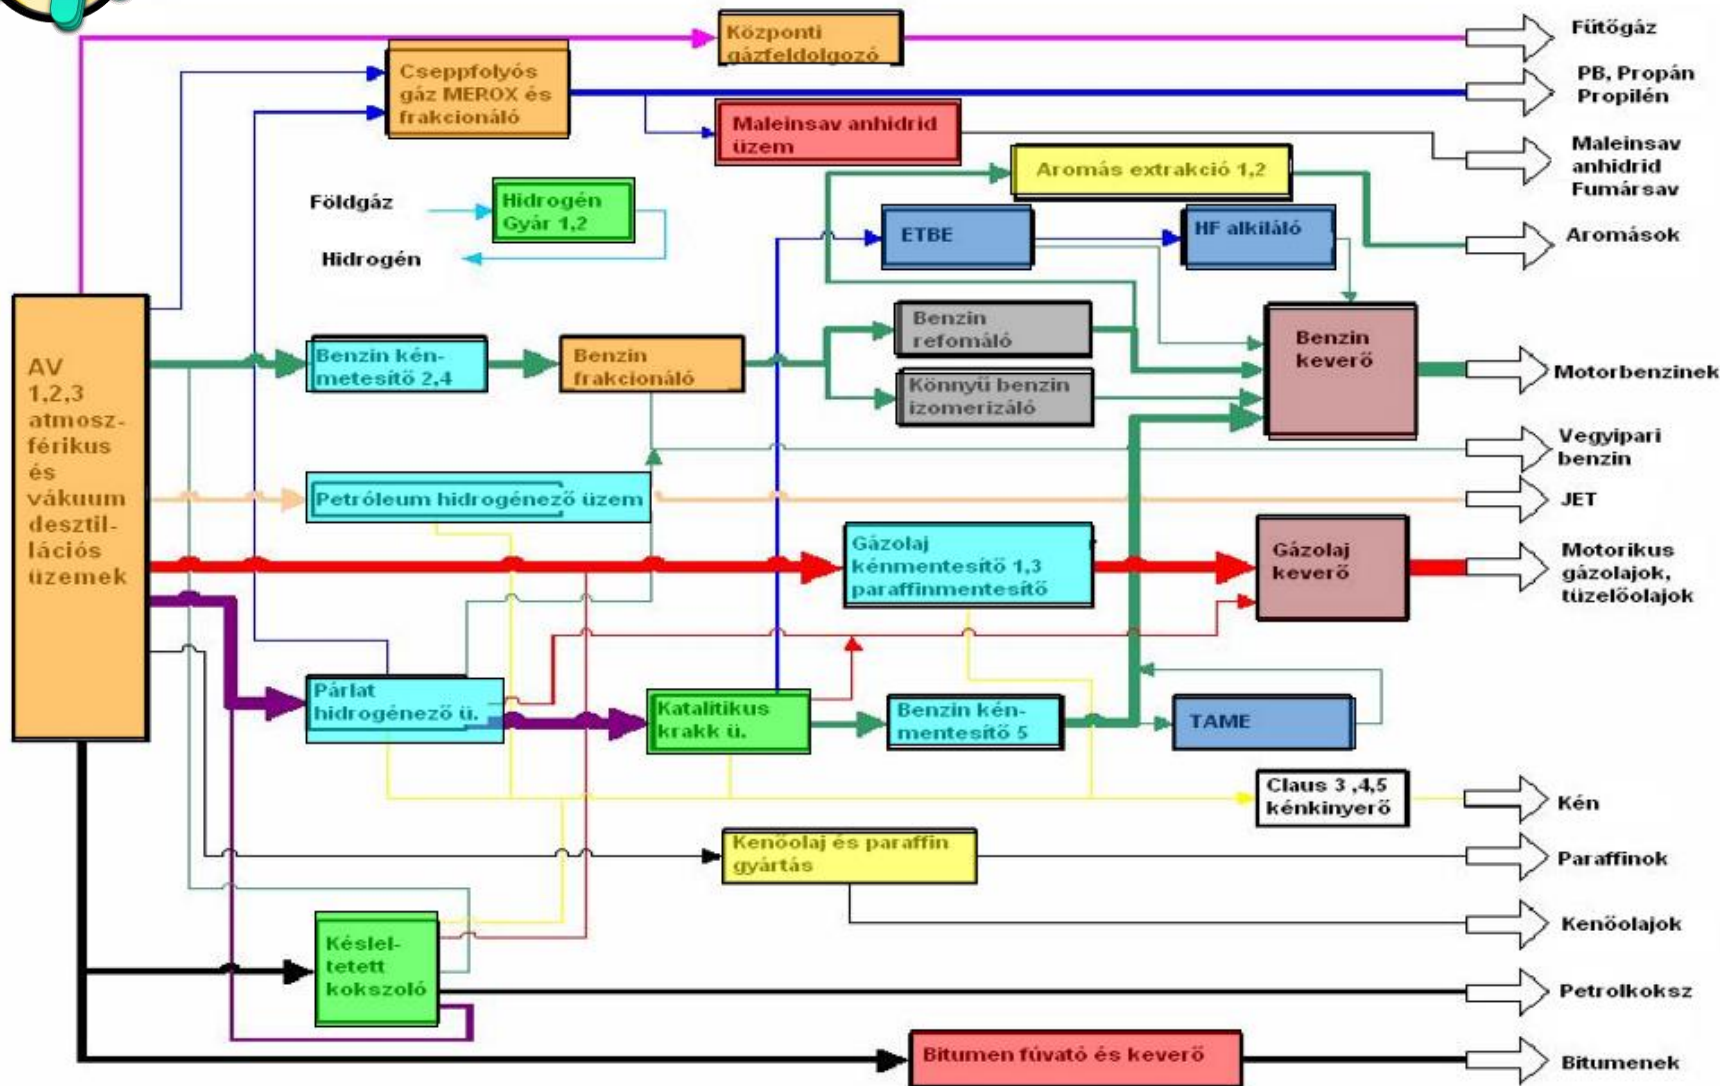 Központi
gázfeldolgozó
Fűtőgáz
Cseppfolyós
gáz MEROX és
frakcionáló
PB, Propán
Propilén
Maleinsav anhidrid
üzem
Maleinsav
anhidrid
Fumársav
Aromás extrakció 1,2
Földgáz
Hidrogén
Gyár 1,2
Hidrogén
ETBE
HF alkiláló
Aromások
AV
1,2,3
atmosz-
férikus
és
vákuum
desztil-
lációs
üzemek
Benzin kén-
metesítő 2,4
Benzin
frakcionáló
Benzin
refomáló
Könnyű benzin
izomerizáló
Benzin
keverő
Motorbenzinek
Vegyipari
benzin
Petróleum hidrogénező üzem
JET
Gázolaj
kénmentesítő 1,3
paraffinmentesítő
Gázolaj
keverő
Motorikus
gázolajok,
tüzelőolajok
Párlat
hidrogénező ü.
Katalitikus
krakk ü.
Benzin kén-
mentesítő 5
TAME
Claus 3 ,4,5
kénkinyerő
Kén
Kenőolaj és paraffin
gyártás
Paraffinok
Kenőolajok
Késlel-
tetett
kokszoló
Petrolkoksz
Bitumen fúvató és keverő
Bitumenek